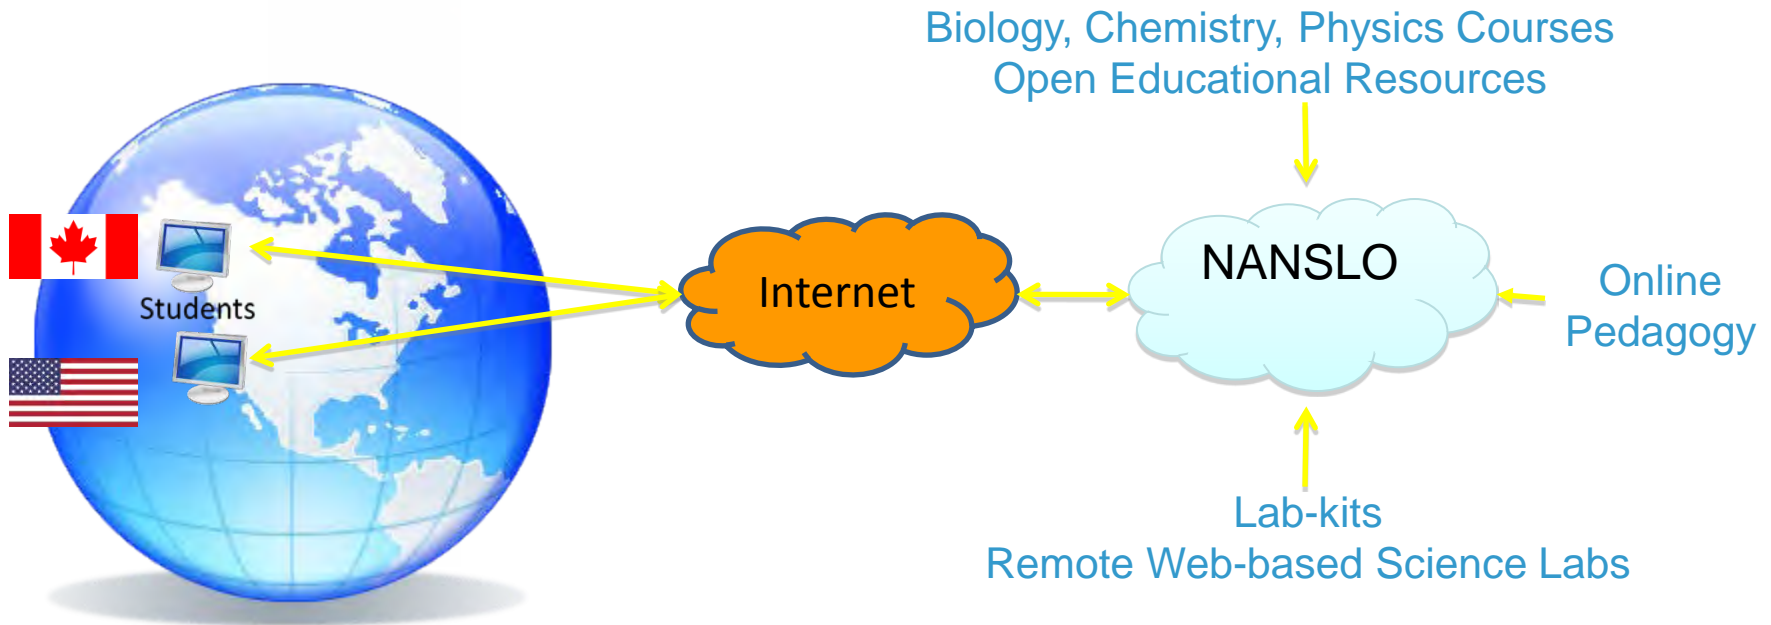 Biology, Chemistry, Physics Courses
Open Educational Resources
Students
Internet
NANSLO
Online
Pedagogy
Lab-kits
Remote Web-based Science Labs